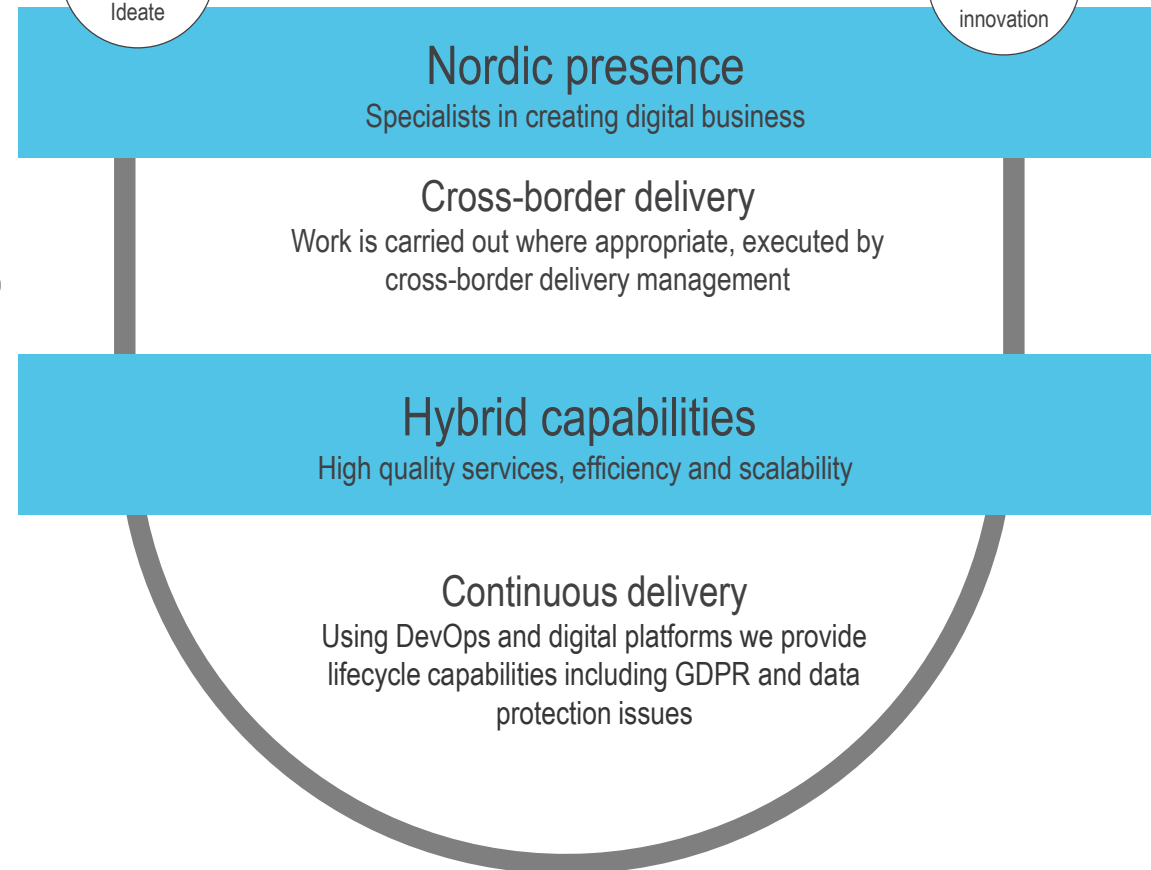 Ideate
innovation
Nordic presence
Specialists in creating digital business
Cross-border delivery
Work is carried out where appropriate, executed by
cross-border delivery management
Hybrid capabilities
High quality services, efficiency and scalability
Continuous delivery
Using DevOps and digital platforms we provide
lifecycle capabilities including GDPR and data
protection issues